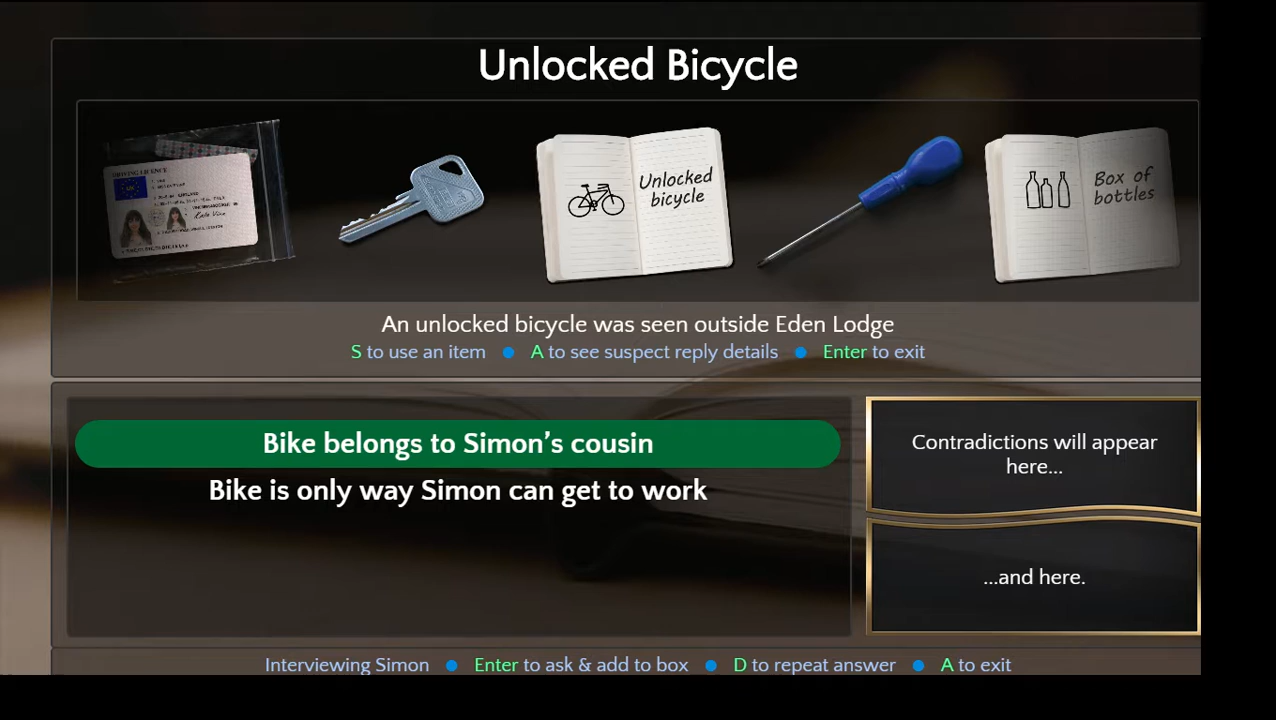 Unlocked Bicycle
DRIVING LICENCE
Unlocked
bicycle
Box of
bottles
An unlocked bicycle was seen outside Eden Lodge
S to use an item • A to see suspect reply details • Enter to exit
Bike belongs to Simon's cousin
Bike is only way Simon can get to work
Contradictions will appear
here...
...and here.
Interviewing Simon • Enter to ask & add to box • D to repeat answer • A to exit